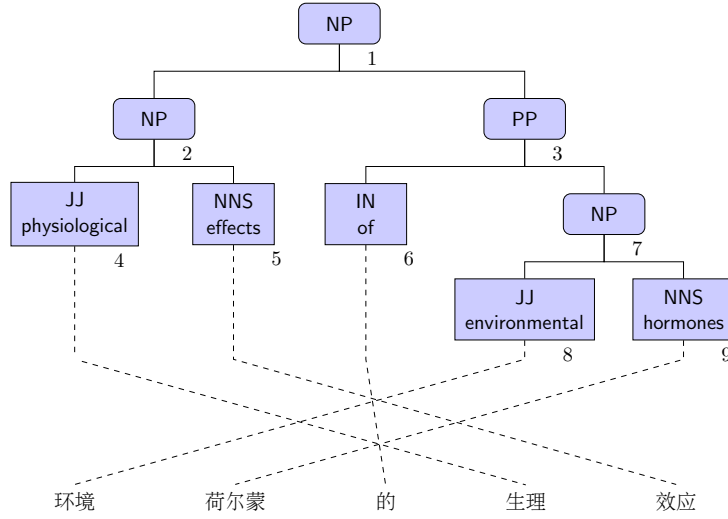 NP
1
NP
PP
2
3
JJ
physiological
NNS
effects
IN
of
NP
4
5
6
7
JJ
environmental
NNS
hormones
8
9
环境 荷尔蒙 的 生理 效应